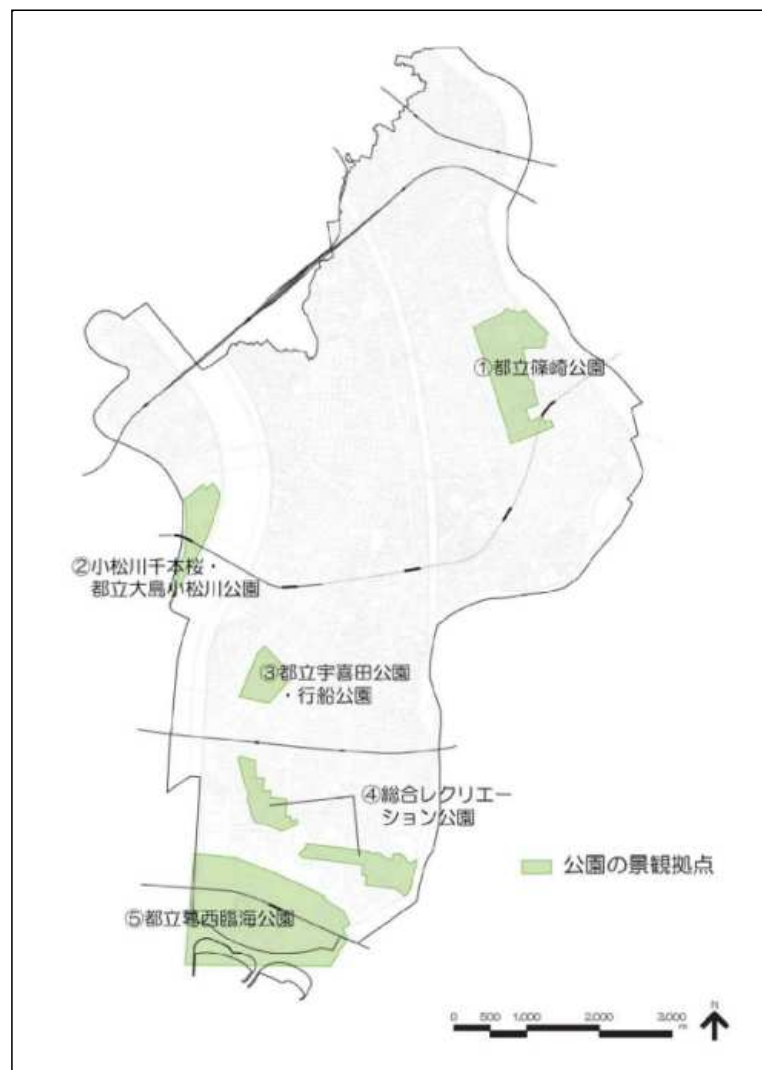 ①都立篠崎公園
②小松川千本桜・
都立大島小松川公園
③都立宇喜田公園
・行船公園
④総合レクリエー
ション公園
公園の景観拠点
⑤都立葛西臨海公園
0 500 1,000 2,000 3,000
m
N